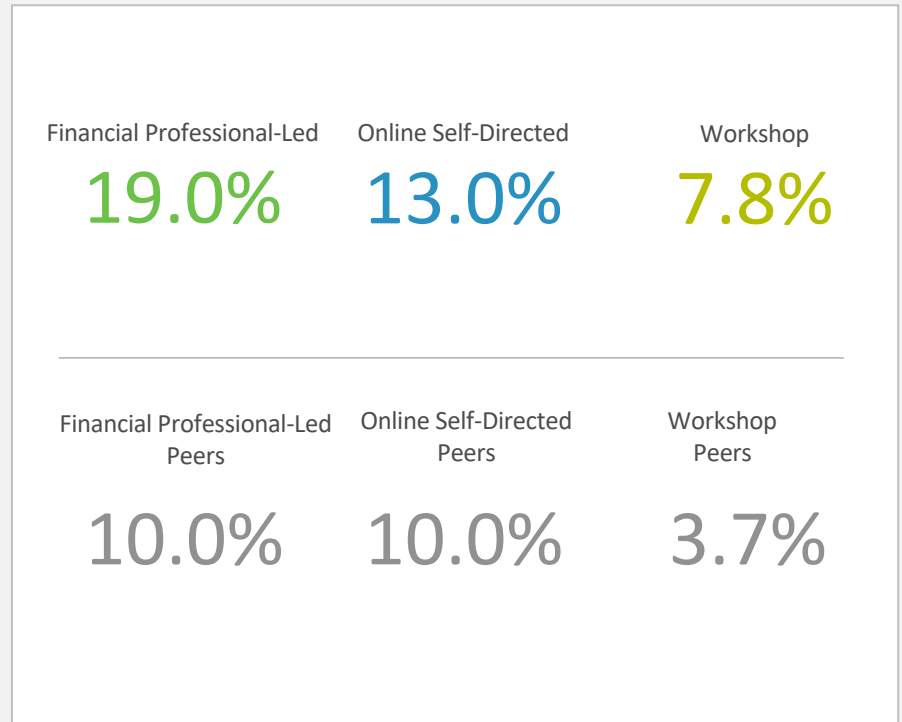 Financial Professional-Led
Online Self-Directed
Workshop
19.0%
13.0%
7.8%
Financial Professional-Led
Peers
Online Self-Directed
Peers
Workshop
Peers
10.0%
10.0%
3.7%